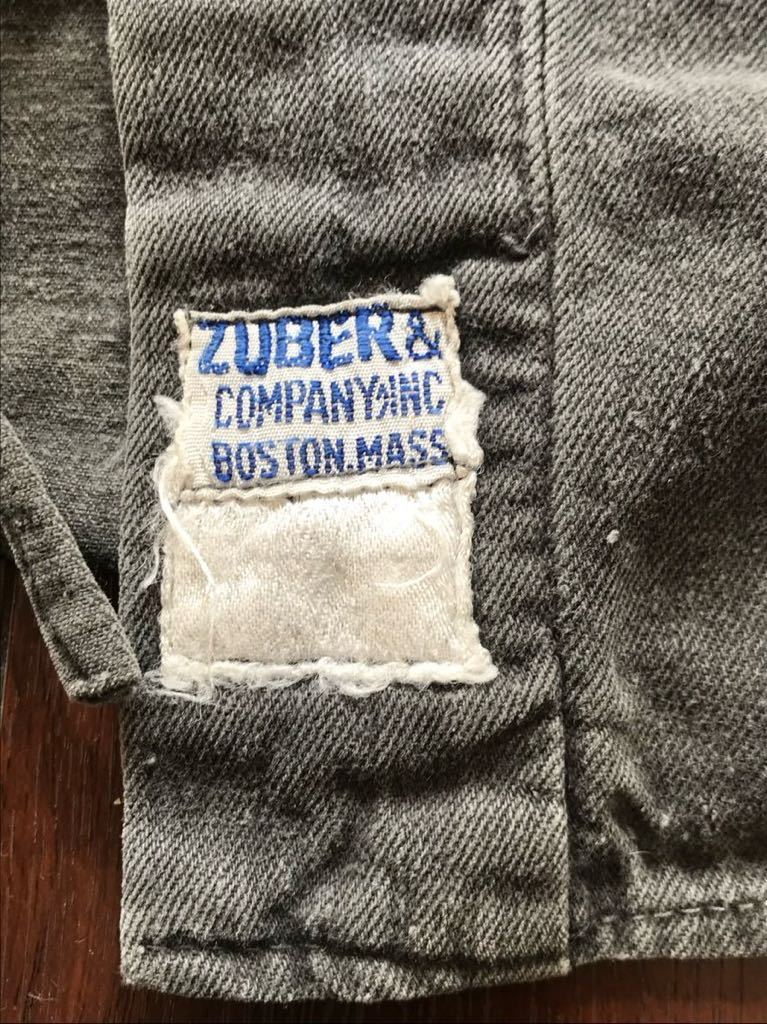 ZUBER &
COMPANY, INC
BOSTON. MASS